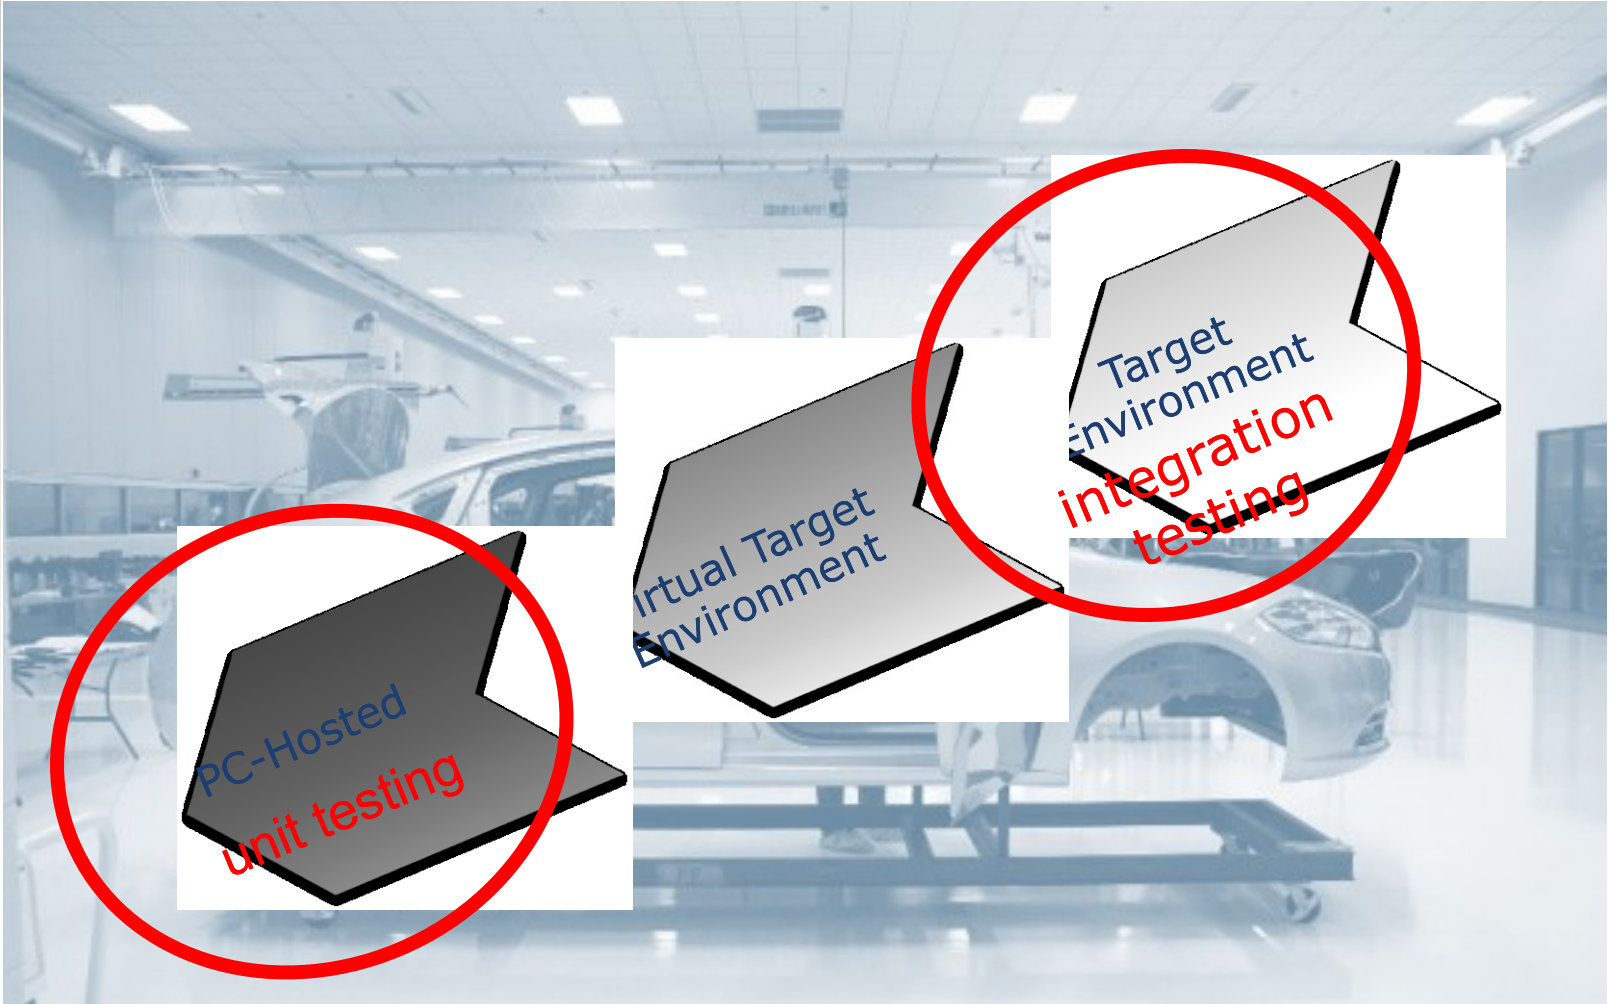 Target
Environment
integration
testing
irtual Target
Environment
PC-Hosted
unit testing